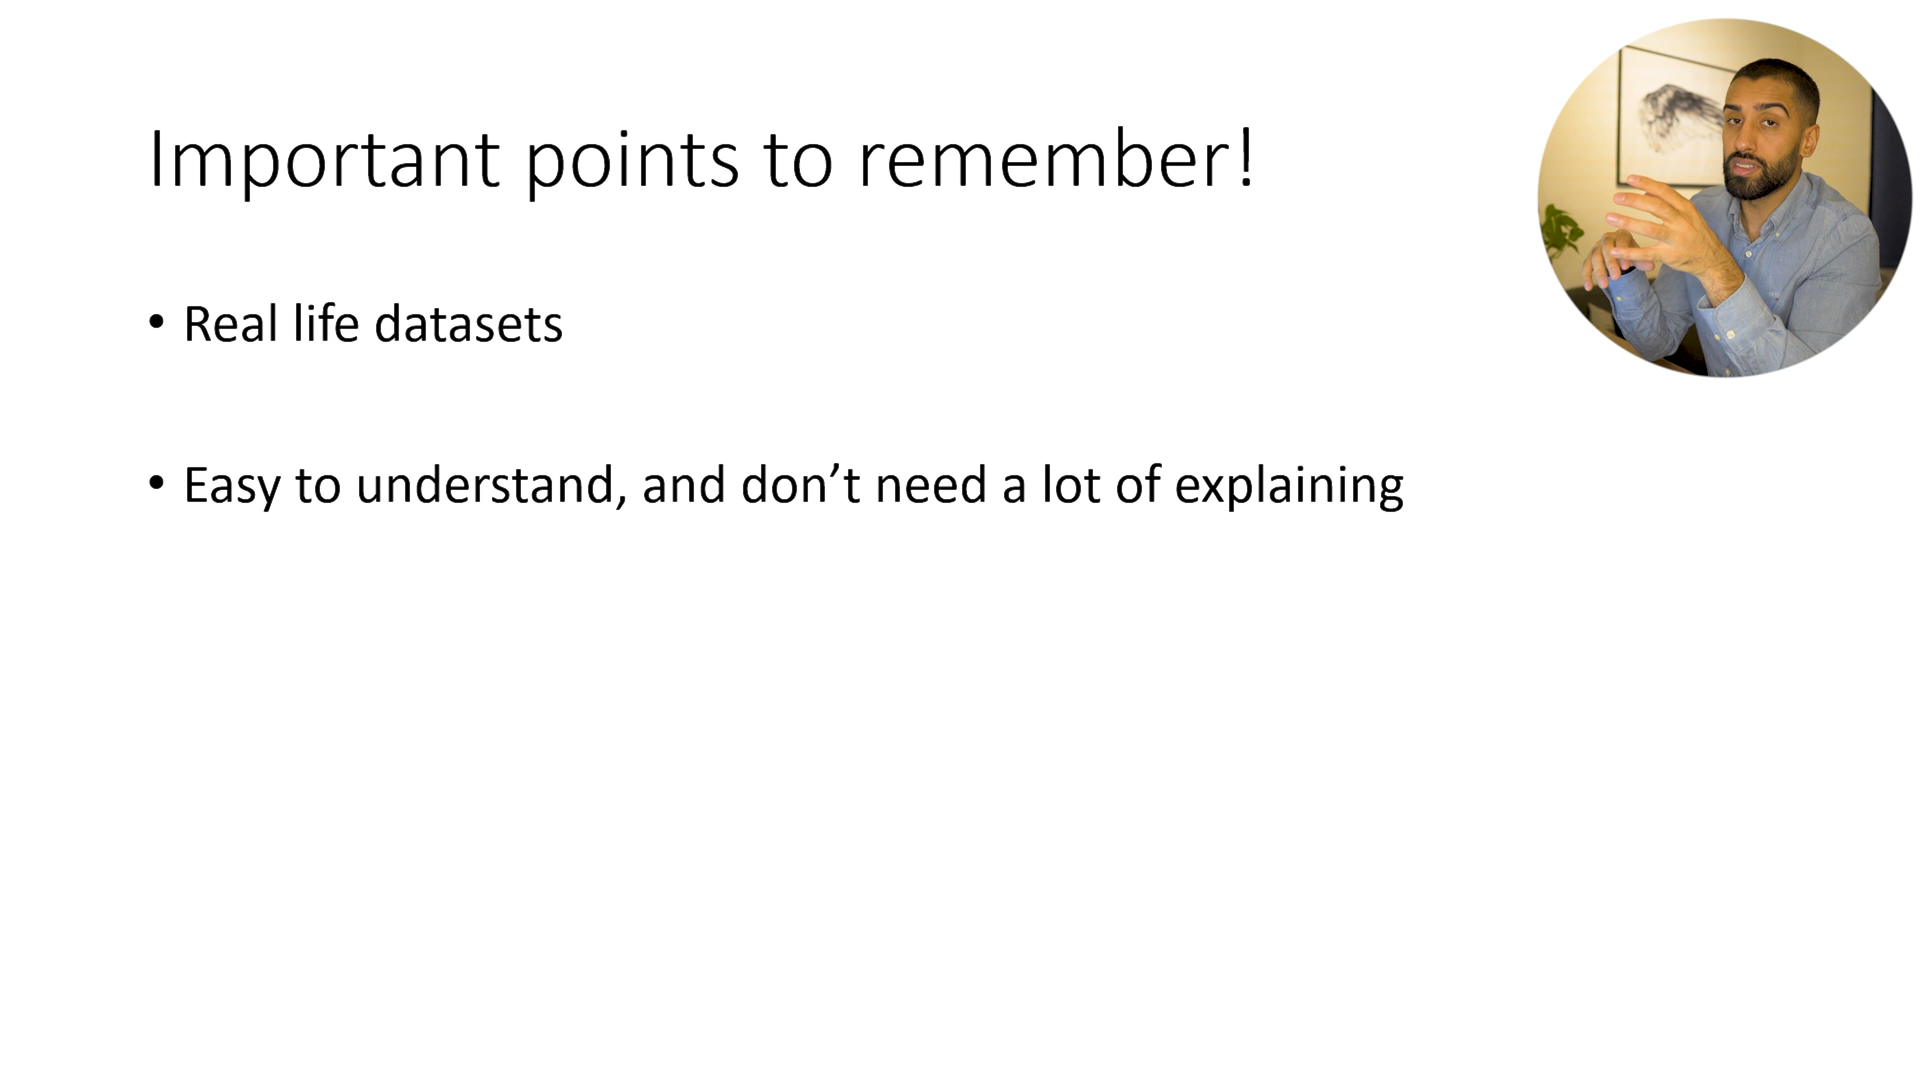 Important points to remember!
• Real life datasets
• Easy to understand, and don’t need a lot of explaining